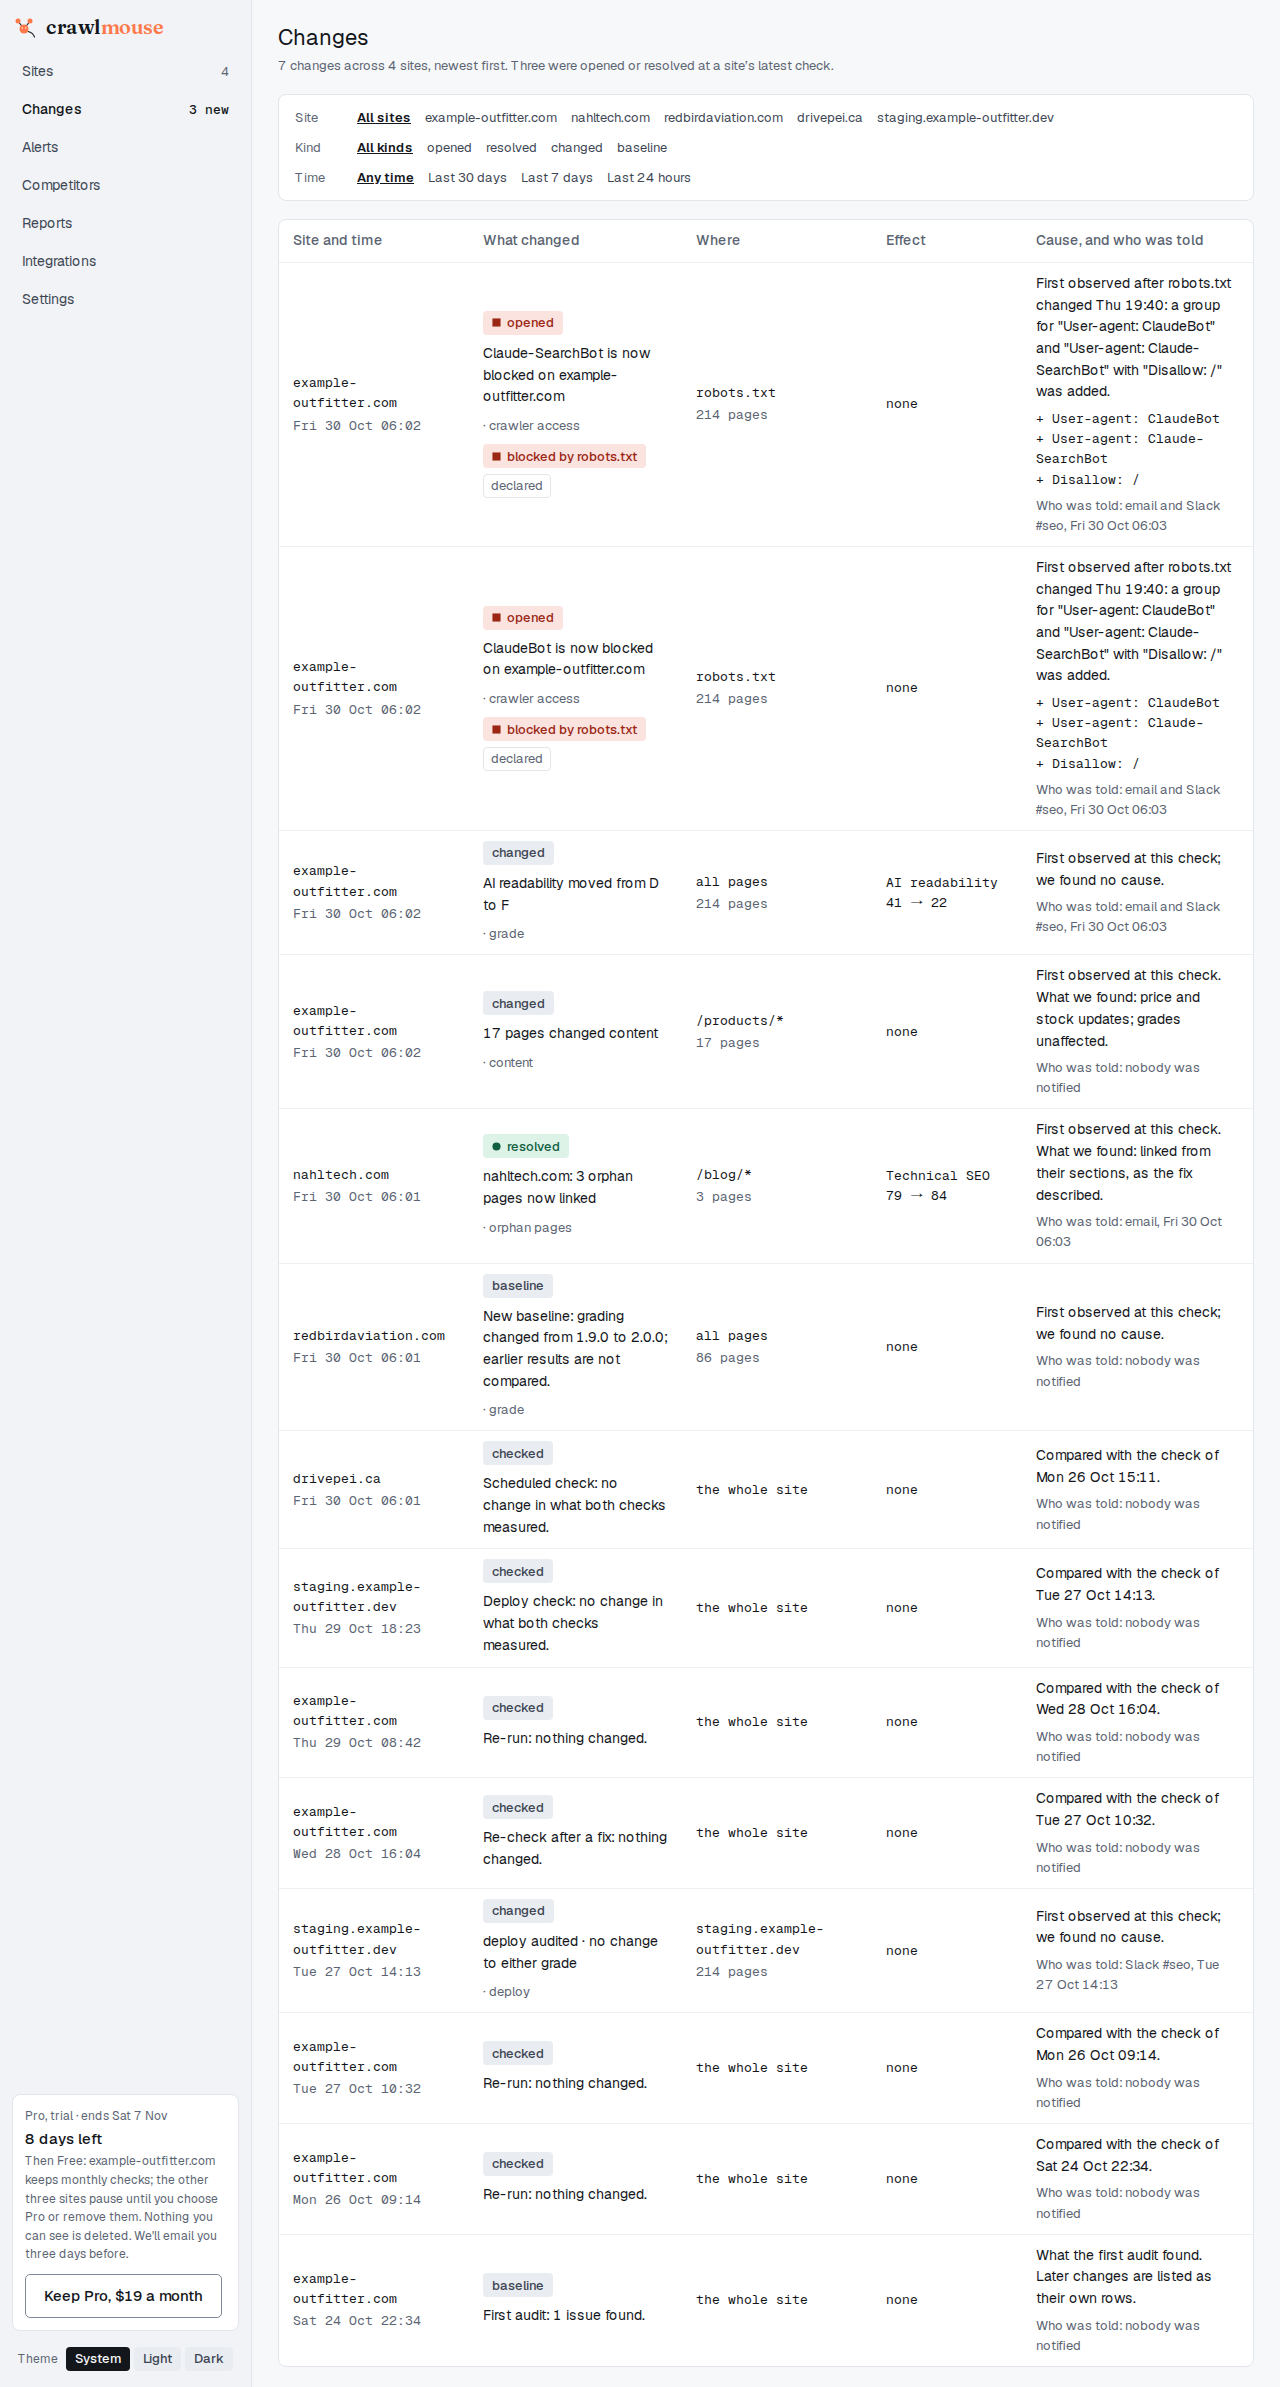 crawlmouse
Sites 4
Changes 3 new
Alerts
Competitors
Reports
Integrations
Settings
Pro, trial · ends Sat 7 Nov
8 days left
Then Free: example-outfitter.com
keeps monthly checks; the other
three sites pause until you choose
Pro or remove them. Nothing you
can see is deleted. We'll email you
three days before.
Keep Pro, $19 a month
Theme System Light Dark
Changes
7 changes across 4 sites, newest first. Three were opened or resolved at a site's latest check.
Site All sites example-outfitter.com nahltech.com redbirdaviation.com drivepei.ca staging.example-outfitter.dev
Kind All kinds opened resolved changed baseline
Time Any time Last 30 days Last 7 days Last 24 hours
Site and time What changed Where Effect Cause, and who was told
example-
outfitter.com
Fri 30 Oct 06:02
opened
Claude-SearchBot is now
blocked on example-
outfitter.com
· crawler access
blocked by robots.txt
declared
robots.txt
214 pages
none
First observed after robots.txt
changed Thu 19:40: a group
for "User-agent: ClaudeBot"
and "User-agent: Claude-
SearchBot" with "Disallow: /"
was added.
+ User-agent: ClaudeBot
+ User-agent: Claude-
SearchBot
+ Disallow: /
Who was told: email and Slack
#seo, Fri 30 Oct 06:03
example-
outfitter.com
Fri 30 Oct 06:02
opened
ClaudeBot is now blocked
on example-outfitter.com
· crawler access
blocked by robots.txt
declared
robots.txt
214 pages
none
First observed after robots.txt
changed Thu 19:40: a group
for "User-agent: ClaudeBot"
and "User-agent: Claude-
SearchBot" with "Disallow: /"
was added.
+ User-agent: ClaudeBot
+ User-agent: Claude-
SearchBot
+ Disallow: /
Who was told: email and Slack
#seo, Fri 30 Oct 06:03
example-
outfitter.com
Fri 30 Oct 06:02
changed
AI readability moved from D
to F
· grade
all pages
214 pages
AI readability
41 → 22
First observed at this check;
we found no cause.
Who was told: email and Slack
#seo, Fri 30 Oct 06:03
example-
outfitter.com
Fri 30 Oct 06:02
changed
17 pages changed content
· content
/products/*
17 pages
none
First observed at this check.
What we found: price and
stock updates; grades
unaffected.
Who was told: nobody was
notified
nahltech.com
Fri 30 Oct 06:01
resolved
nahltech.com: 3 orphan
pages now linked
· orphan pages
/blog/*
3 pages
Technical SEO
79 → 84
First observed at this check.
What we found: linked from
their sections, as the fix
described.
Who was told: email, Fri 30 Oct
06:03
redbirdaviation.com
Fri 30 Oct 06:01
baseline
New baseline: grading
changed from 1.9.0 to 2.0.0;
earlier results are not
compared.
· grade
all pages
86 pages
none
First observed at this check;
we found no cause.
Who was told: nobody was
notified
drivepei.ca
Fri 30 Oct 06:01
checked
Scheduled check: no
change in what both checks
measured.
the whole site
none
Compared with the check of
Mon 26 Oct 15:11.
Who was told: nobody was
notified
staging.example-
outfitter.dev
Thu 29 Oct 18:23
checked
Deploy check: no change in
what both checks
measured.
the whole site
none
Compared with the check of
Tue 27 Oct 14:13.
Who was told: nobody was
notified
example-
outfitter.com
Thu 29 Oct 08:42
checked
Re-run: nothing changed.
the whole site
none
Compared with the check of
Wed 28 Oct 16:04.
Who was told: nobody was
notified
example-
outfitter.com
Wed 28 Oct 16:04
checked
Re-check after a fix: nothing
changed.
the whole site
none
Compared with the check of
Tue 27 Oct 10:32.
Who was told: nobody was
notified
staging.example-
outfitter.dev
Tue 27 Oct 14:13
changed
deploy audited · no change
to either grade
· deploy
staging.example-
outfitter.dev
214 pages
none
First observed at this check;
we found no cause.
Who was told: Slack #seo, Tue
27 Oct 14:13
example-
outfitter.com
Tue 27 Oct 10:32
checked
Re-run: nothing changed.
the whole site
none
Compared with the check of
Mon 26 Oct 09:14.
Who was told: nobody was
notified
example-
outfitter.com
Mon 26 Oct 09:14
checked
Re-run: nothing changed.
the whole site
none
Compared with the check of
Sat 24 Oct 22:34.
Who was told: nobody was
notified
example-
outfitter.com
Sat 24 Oct 22:34
baseline
First audit: 1 issue found.
the whole site
none
What the first audit found.
Later changes are listed as
their own rows.
Who was told: nobody was
notified